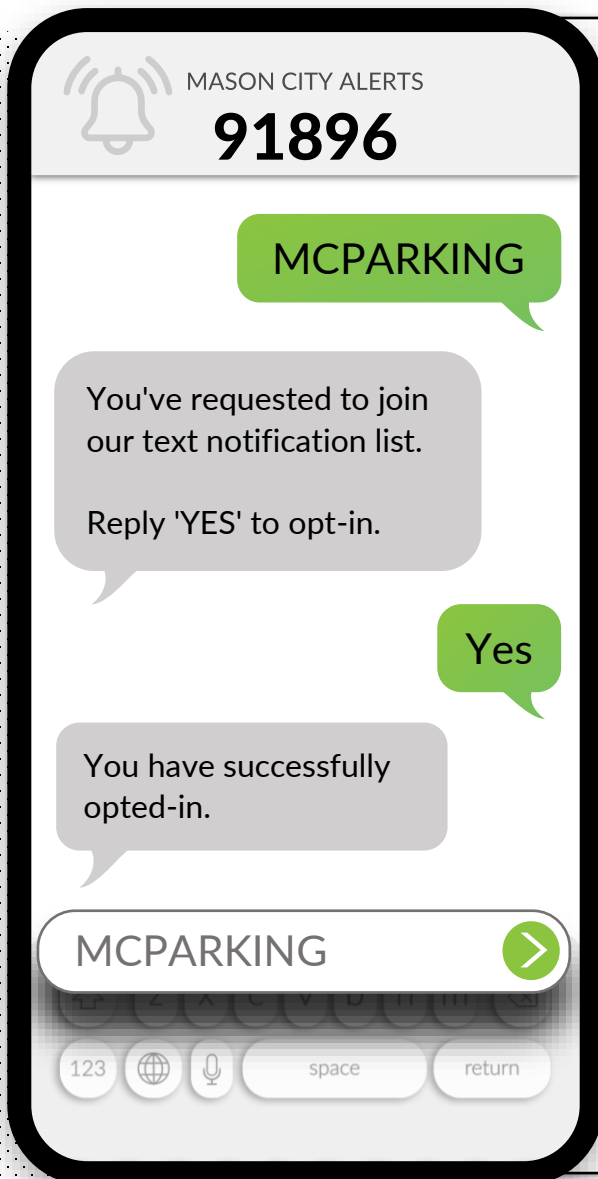 MASON CITY ALERTS
91896
MCPARKING
You've requested to join
our text notification list.
Reply 'YES' to opt-in.
Yes
You have successfully
opted-in.
MCPARKING
z x c v b n m
123 space return